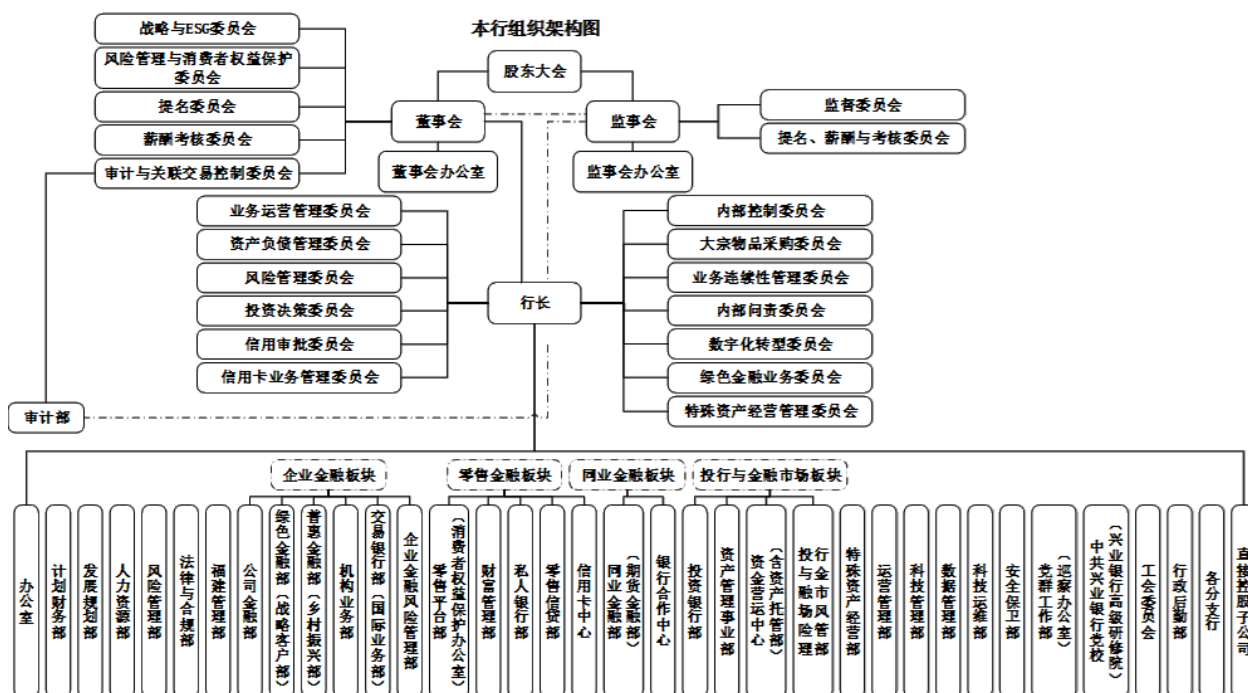 本行组织架构图
战略与ESG委员会
风险管理与消费者权益保护
委员会
提名委员会
薪酬考核委员会
审计与关联交易控制委员会
股东大会
董事会
监事会
董事会办公室
监事会办公室
监督委员会
提名、薪酬与考核委员会
业务运营管理委员会
资产负债管理委员会
风险管理委员会
投资决策委员会
信用审批委员会
信用卡业务管理委员会
行长
内部控制委员会
大宗物品采购委员会
业务连续性管理委员会
内部问责委员会
数字化转型委员会
绿色金融业务委员会
特殊资产经营管理委员会
审计部
企业金融板块
零售金融板块
同业金融板块
投行与金融市场板块
办公室
计划财务部
发展规划部
人力资源部
风险管理部
法律与合规部
福建管理部
公司金融部
绿色金融部（战略客户部）
普惠金融部（乡村振兴部）
机构业务部
交易银行部（国际业务部）
企业金融风险管理部
零售平台部
（消费者权益保护办公室）
财富管理部
私人银行部
零售信贷部
信用卡中心
同业金融部
（期货金融部）
银行合作中心
投资银行部
资产管理事业部
资金营运中心
（含资产托管部）
投行与金融市场风险管理部
特殊资产经营部
运营管理部
科技管理部
数据管理部
科技运维部
安全保卫部
党群工作部
（巡察办公室）
中共兴业银行党校
（兴业银行高级研修院）
工会委员会
行政后勤部
各分支行
直接控股子公司